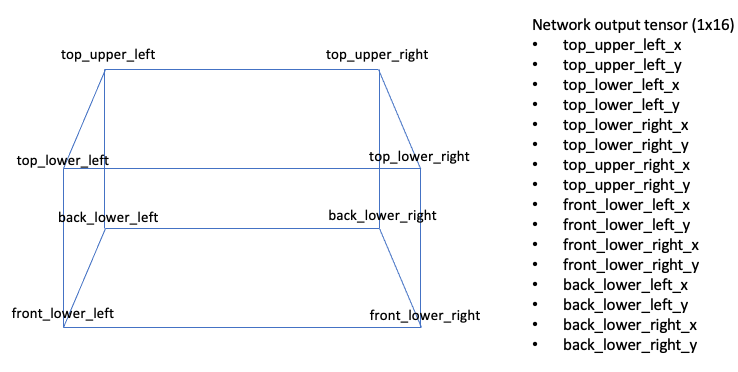 top_upper_left
top_upper_right
top_lower_left
top_lower_right
back_lower_left
back_lower_right
front_lower_left
front_lower_right
Network output tensor (1x16)
• top_upper_left_x
• top_upper_left_y
• top_lower_left_x
• top_lower_left_y
• top_lower_right_x
• top_lower_right_y
• top_upper_right_x
• top_upper_right_y
• front_lower_left_x
• front_lower_left_y
• front_lower_right_x
• front_lower_right_y
• back_lower_left_x
• back_lower_left_y
• back_lower_right_x
• back_lower_right_y